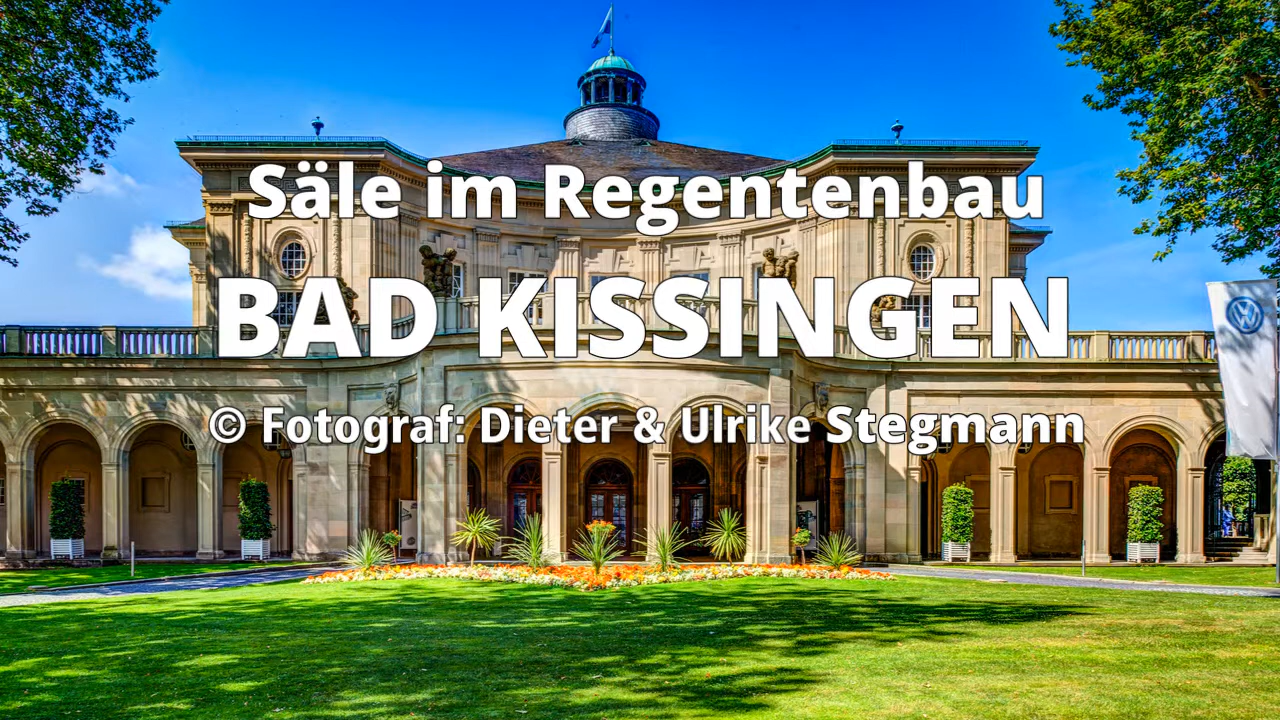 Säle im Regentenbau
BAD KISSINGEN
© Fotograf: Dieter & Ulrike Stegmann